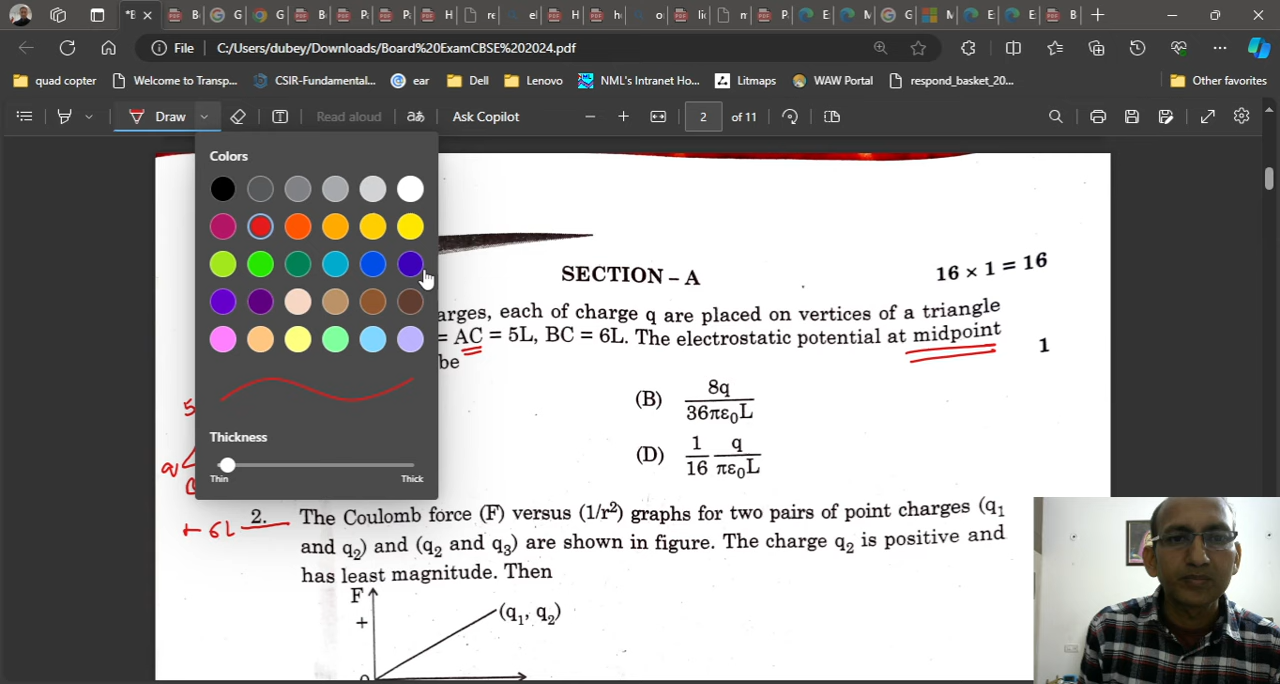 *B
B
G
G
B
P
P
H
re
el
H
h
o
li
n
P
E
M
G
M
E
E
B
File C:/Users/dubey/Downloads/Board%20ExamCBSE%202024.pdf
quad copter Welcome to Transp... CSIR-Fundamental... ear Dell Lenovo NML's Intranet Ho... Litmaps WAW Portal respond_basket_20... Other favorites
Draw Read aloud Ask Copilot 2 of 11
Colors
SECTION – A 16 × 1 = 16
arges, each of charge q are placed on vertices of a triangle
= AC = 5L, BC = 6L. The electrostatic potential at midpoint
be 1
(B) 8q
36πε₀L
(D) 1 q
16 πε₀L
5
q
Thickness
Thin Thick
6L
2. The Coulomb force (F) versus (1/r²) graphs for two pairs of point charges (q₁
and q₂) and (q₂ and q₃) are shown in figure. The charge q₂ is positive and
has least magnitude. Then
F
+
(q₁, q₂)